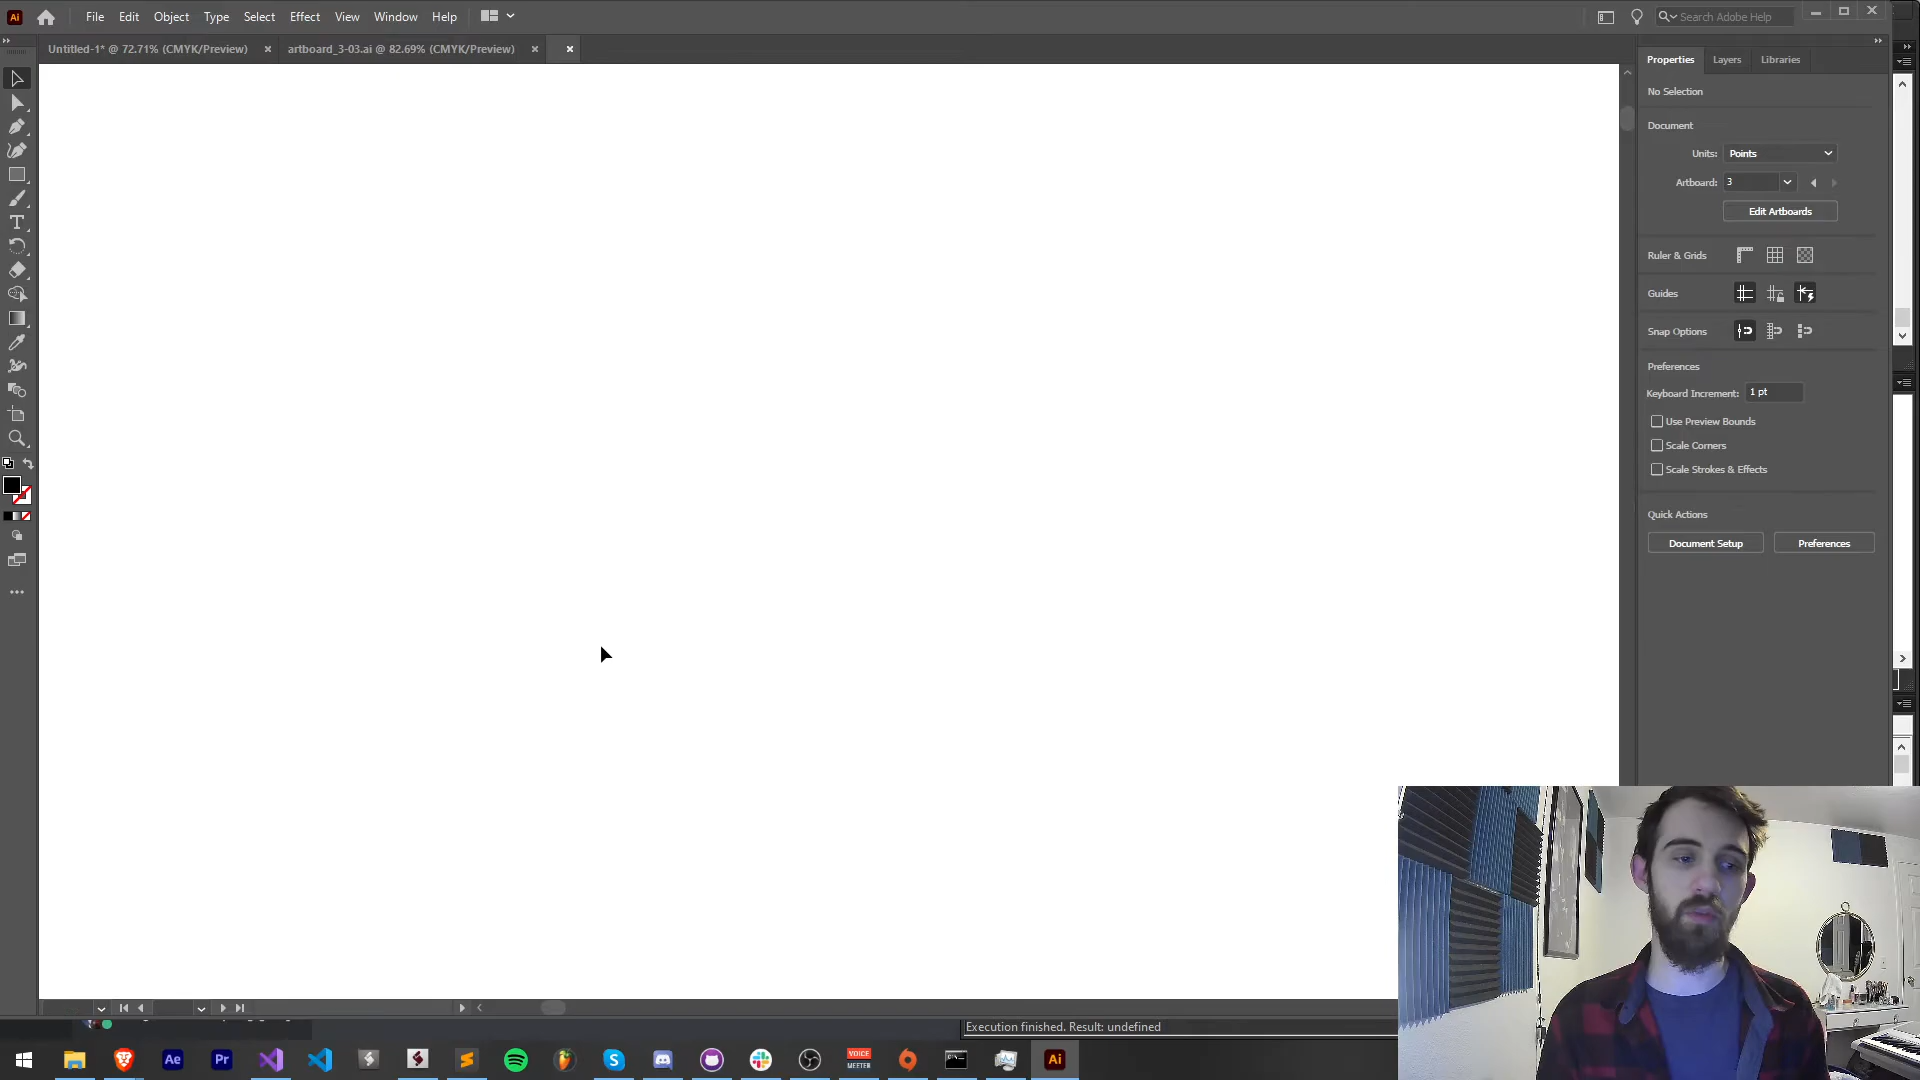 Ai File Edit Object Type Select Effect View Window Help Search Adobe Help
Untitled-1* @ 72.71% (CMYK/Preview) artboard_3-03.ai @ 82.69% (CMYK/Preview)
Properties Layers Libraries
No Selection
Document
Units: Points
Artboard: 3
Edit Artboards
Ruler & Grids
Guides
Snap Options
Preferences
Keyboard Increment: 1 pt
Use Preview Bounds
Scale Corners
Scale Strokes & Effects
Quick Actions
Document Setup Preferences
Execution finished. Result: undefined
Ae Pr VOICE MEETER Ai